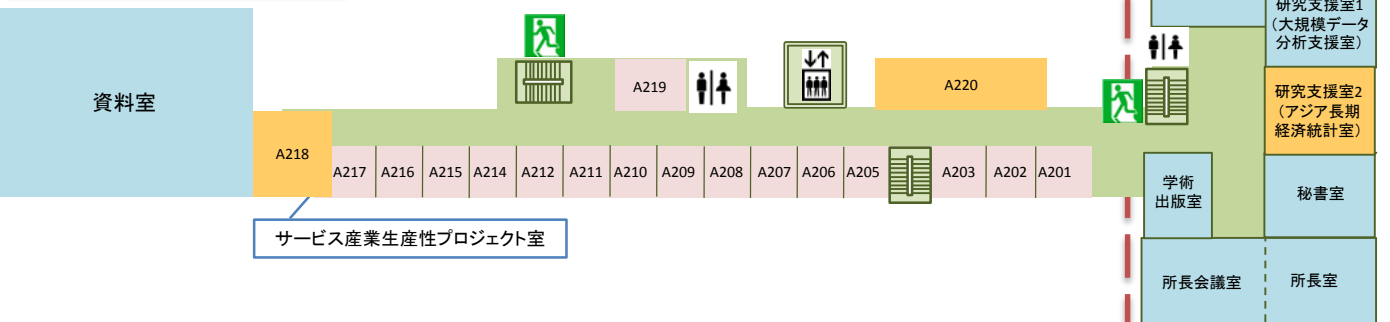 研究支援室1
（大規模データ
分析支援室）
資料室
A219
A220
研究支援室2
（アジア長期
経済統計室）
A218
A217
A216
A215
A214
A212
A211
A210
A209
A208
A207
A206
A205
A203
A202
A201
学術
出版室
秘書室
サービス産業生産性プロジェクト室
所長会議室
所長室